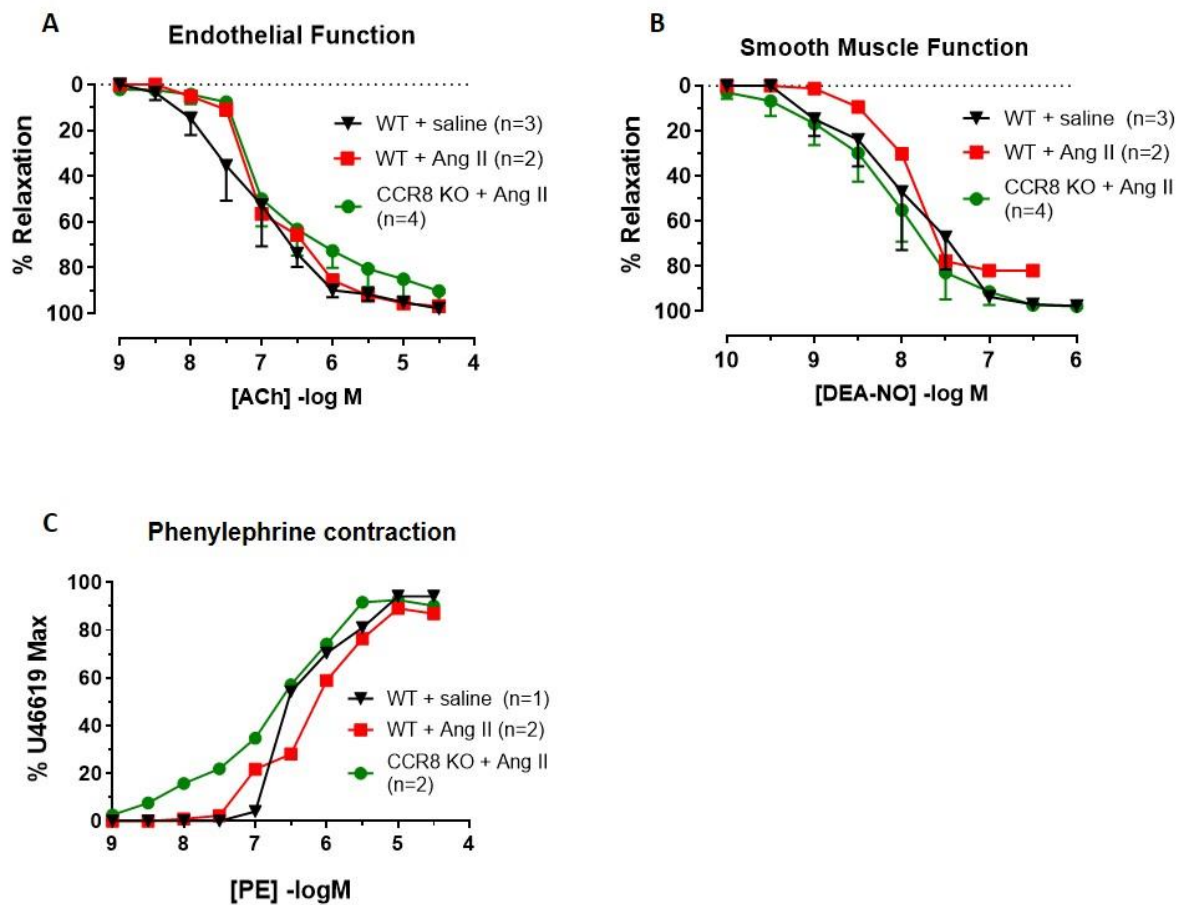 A
Endothelial Function
0
20
40
60
80
100
% Relaxation
WT + saline (n=3)
WT + Ang II (n=2)
CCR8 KO + Ang II
(n=4)
9 8 7 6 5 4
[ACh] -log M
B
Smooth Muscle Function
0
20
40
60
80
100
% Relaxation
WT + saline (n=3)
WT + Ang II (n=2)
CCR8 KO + Ang II
(n=4)
10 9 8 7 6
[DEA-NO] -log M
C
Phenylephrine contraction
100
80
60
40
20
0
% U46619 Max
WT + saline (n=1)
WT + Ang II (n=2)
CCR8 KO + Ang II
(n=2)
9 8 7 6 5 4
[PE] -logM